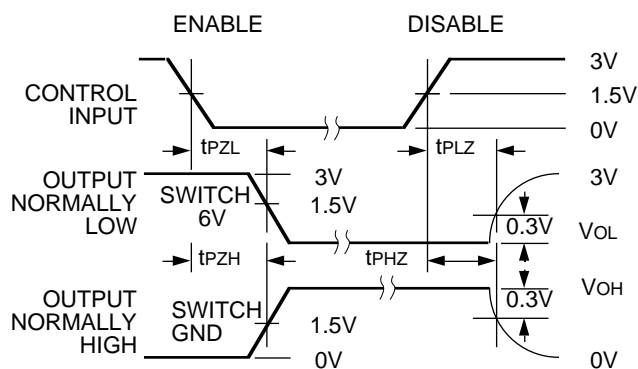 ENABLE DISABLE
3V
CONTROL INPUT 1.5V
0V
tPZL tPLZ
OUTPUT NORMALLY LOW
SWITCH 6V
3V 3V
1.5V
0.3V VOL
tPZH tPHZ
OUTPUT NORMALLY HIGH
SWITCH GND
0.3V VOH
1.5V
0V 0V